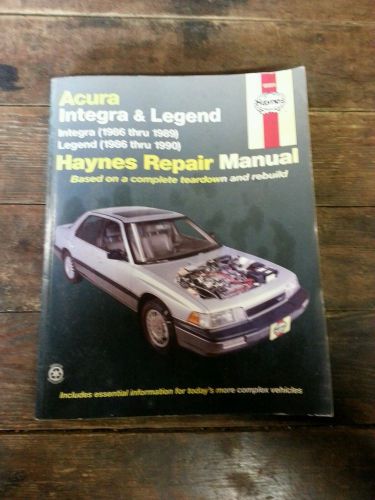 Acura
Integra & Legend
Integra (1986 thru 1989)
Legend (1986 thru 1990)
Haynes Repair Manual
Based on a complete teardown and rebuild
Haynes
Includes essential information for today's more complex vehicles